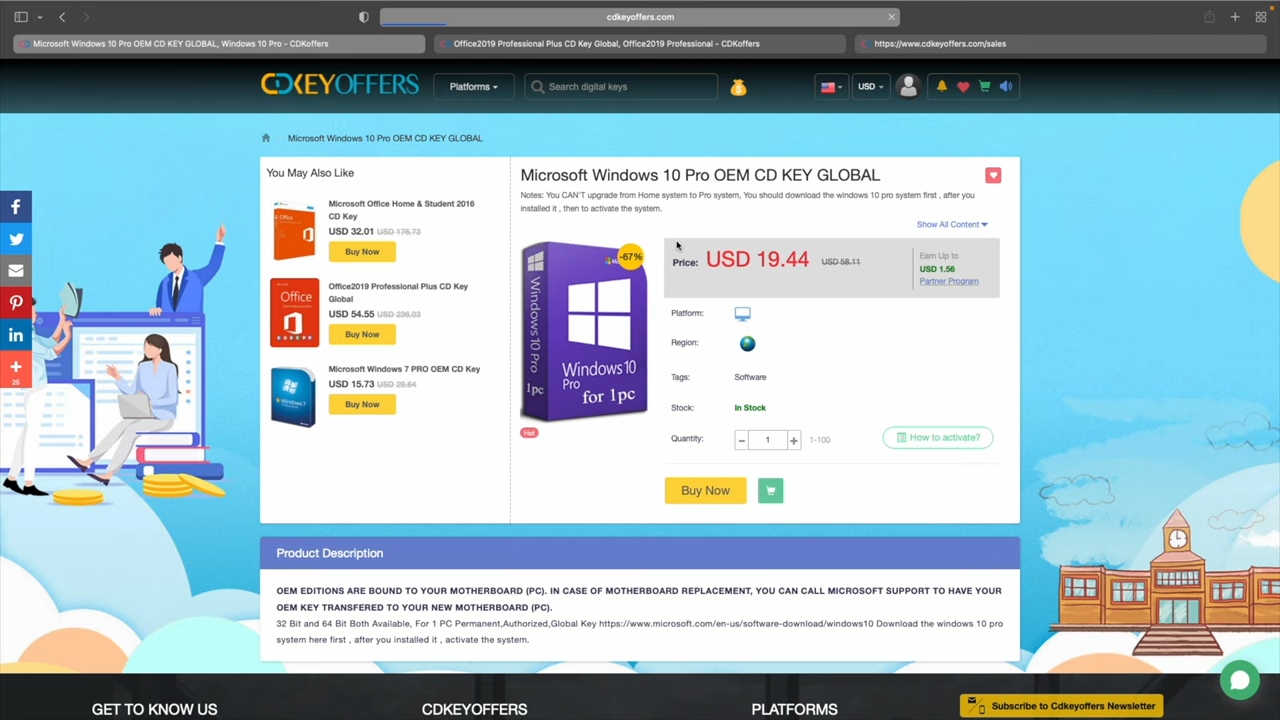 cdkeyoffers.com
Microsoft Windows 10 Pro OEM CD KEY GLOBAL, Windows 10 Pro - CDKoffers
Office2019 Professional Plus CD Key Global, Office2019 Professional - CDKoffers
https://www.cdkeyoffers.com/sales
CDKEYOFFERS
Platforms
Search digital keys
USD
Microsoft Windows 10 Pro OEM CD KEY GLOBAL
You May Also Like
Microsoft Office Home & Student 2016
CD Key
USD 32.01 USD 176.73
Buy Now
Office
Office2019 Professional Plus CD Key
Global
USD 54.55 USD 236.03
Buy Now
Microsoft Windows 7 PRO OEM CD Key
USD 15.73 USD 29.64
Buy Now
26
Microsoft Windows 10 Pro OEM CD KEY GLOBAL
Notes: You CAN'T upgrade from Home system to Pro system, You should download the windows 10 pro system first , after you
installed it , then to activate the system.
Show All Content
-67%
Windows 10 Pro
1pc
Windows 10
Pro
for 1pc
Hot
Price:
USD 19.44
USD 58.11
Earn Up to
USD 1.56
Partner Program
Platform:
Region:
Tags:
Software
Stock:
In Stock
Quantity:
− 1 +
1-100
How to activate?
Buy Now
Product Description
OEM EDITIONS ARE BOUND TO YOUR MOTHERBOARD (PC). IN CASE OF MOTHERBOARD REPLACEMENT, YOU CAN CALL MICROSOFT SUPPORT TO HAVE YOUR
OEM KEY TRANSFERED TO YOUR NEW MOTHERBOARD (PC).
32 Bit and 64 Bit Both Available, For 1 PC Permanent,Authorized,Global Key https://www.microsoft.com/en-us/software-download/windows10 Download the windows 10 pro
system here first , after you installed it , activate the system.
GET TO KNOW US
CDKEYOFFERS
PLATFORMS
Subscribe to Cdkeyoffers Newsletter